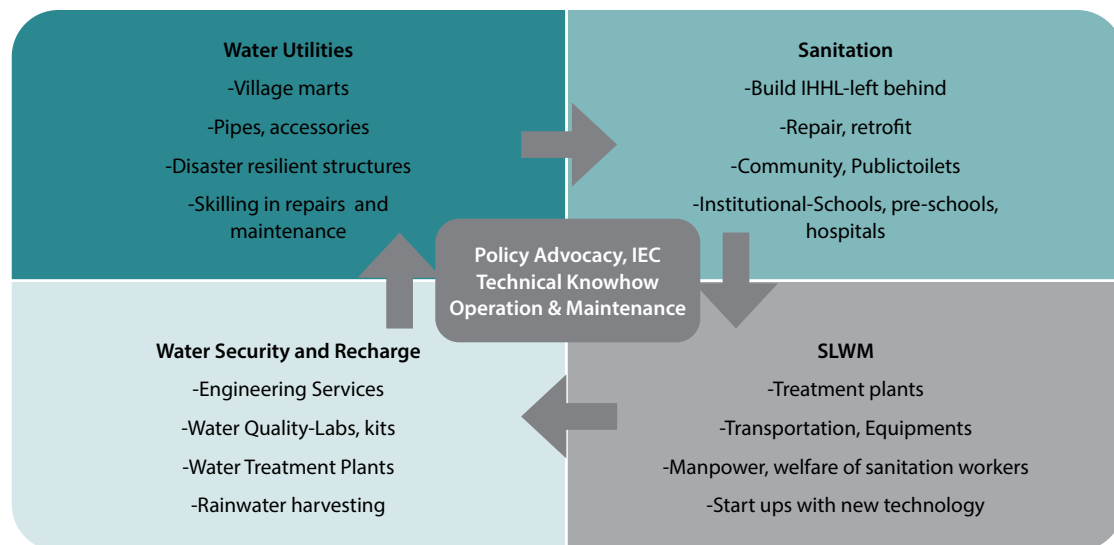 Water Utilities
-Village marts
-Pipes, accessories
-Disaster resilient structures
-Skilling in repairs and
maintenance
Sanitation
-Build IHHL-left behind
-Repair, retrofit
-Community, Publictoilets
-Institutional-Schools, pre-schools,
hospitals
Policy Advocacy, IEC
Technical Knowhow
Operation & Maintenance
Water Security and Recharge
-Engineering Services
-Water Quality-Labs, kits
-Water Treatment Plants
-Rainwater harvesting
SLWM
-Treatment plants
-Transportation, Equipments
-Manpower, welfare of sanitation workers
-Start ups with new technology